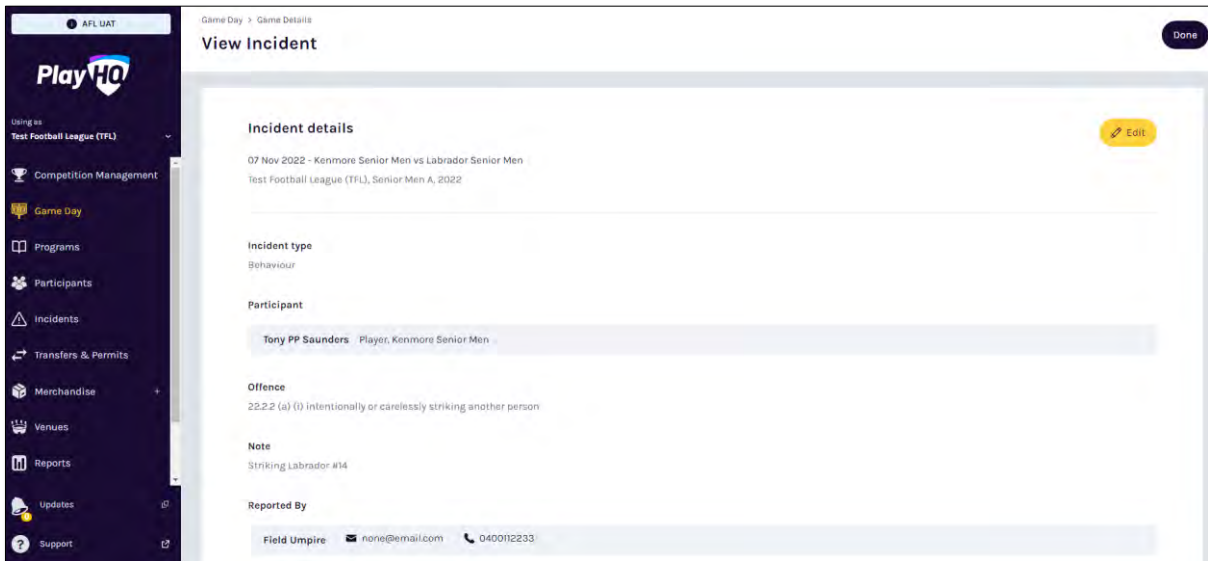 AFL UAT
PlayHQ
Using as
Test Football League (TFL)
Competition Management
Game Day
Programs
Participants
Incidents
Transfers & Permits
Merchandise +
Venues
Reports
Updates
Support
Game Day > Game Details
View Incident
Done
Incident details
Edit
07 Nov 2022 - Kenmore Senior Men vs Labrador Senior Men
Test Football League (TFL), Senior Men A, 2022
Incident type
Behaviour
Participant
Tony PP Saunders Player, Kenmore Senior Men
Offence
22.2.2 (a) (i) intentionally or carelessly striking another person
Note
Striking Labrador #14
Reported By
Field Umpire none@email.com 0400112233